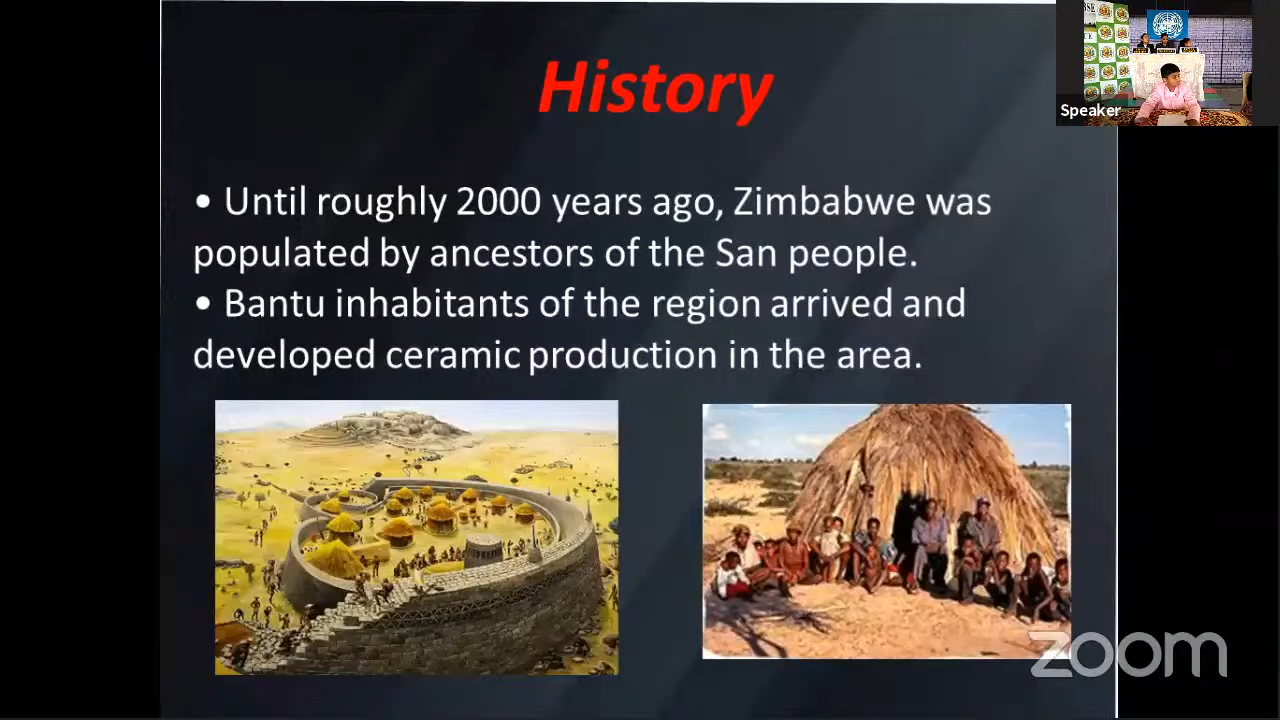 History
• Until roughly 2000 years ago, Zimbabwe was
populated by ancestors of the San people.
• Bantu inhabitants of the region arrived and
developed ceramic production in the area.
Speaker
zoom